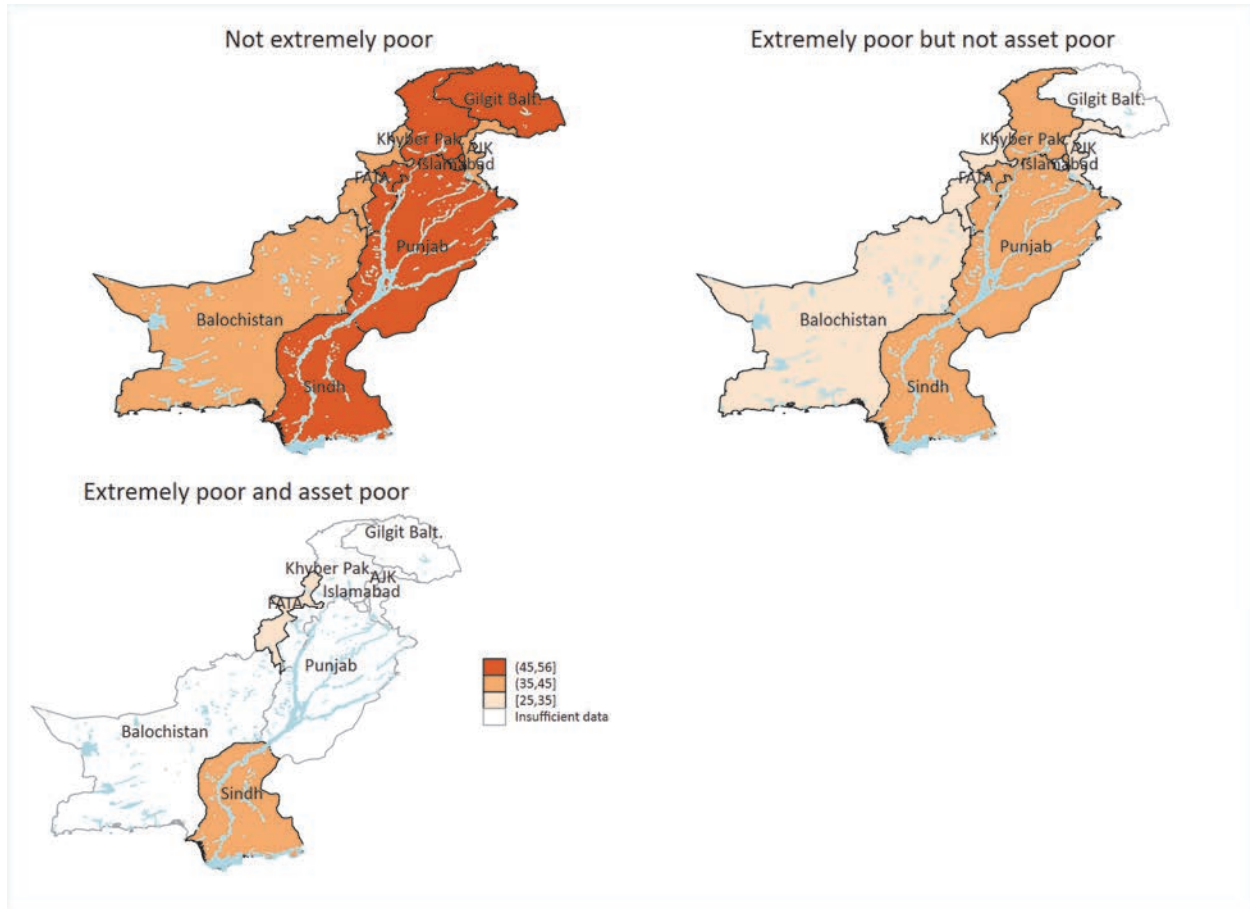 Not extremely poor
Gilgit Balt.
Khyber Pak.
AJK
Islamabad
FATA
Punjab
Balochistan
Sindh
Extremely poor but not asset poor
Gilgit Balt.
Khyber Pak.
AJK
Islamabad
FATA
Punjab
Balochistan
Sindh
Extremely poor and asset poor
Gilgit Balt.
Khyber Pak.
AJK
Islamabad
FATA
Punjab
Balochistan
Sindh
(45,56]
(35,45]
[25,35]
Insufficient data